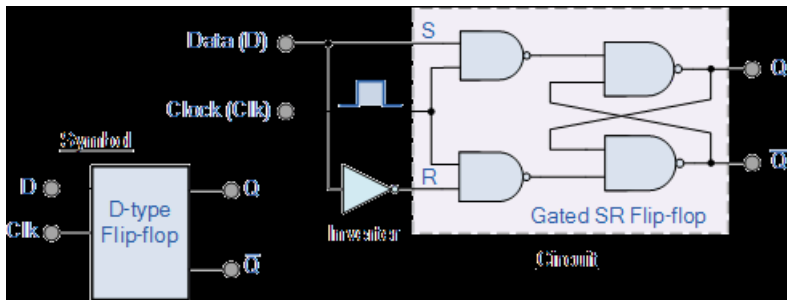 Data (D)
S
Q
Clock (Clk)
Symbol
Q
D
Q
R
D-type
Flip-flop
Clk
Gated SR Flip-flop
Inverter
Q
Circuit